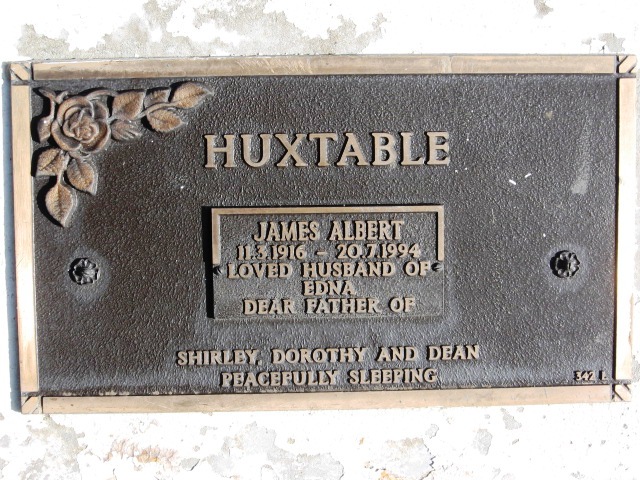 HUXTABLE
JAMES ALBERT
11.3.1916 – 20.7.1994
LOVED HUSBAND OF
EDNA
DEAR FATHER OF
SHIRLEY, DOROTHY AND DEAN
PEACEFULLY SLEEPING
342